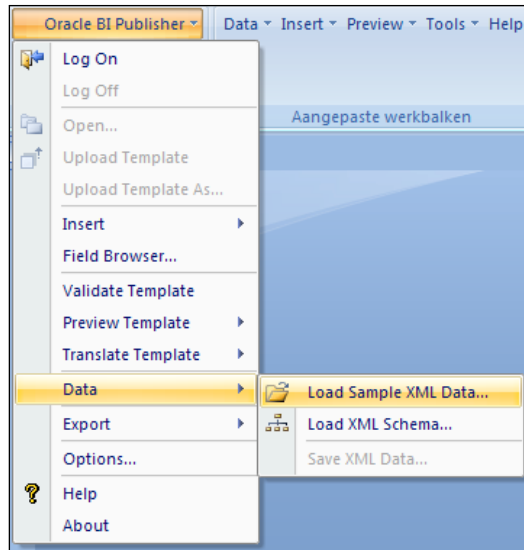 Oracle BI Publisher Data Insert Preview Tools Help
Log On
Log Off
Open...
Aangepaste werkbalken
Upload Template
Upload Template As...
Insert
Field Browser...
Validate Template
Preview Template
Translate Template
Data
Load Sample XML Data...
Export
Load XML Schema...
Options...
Save XML Data...
Help
About